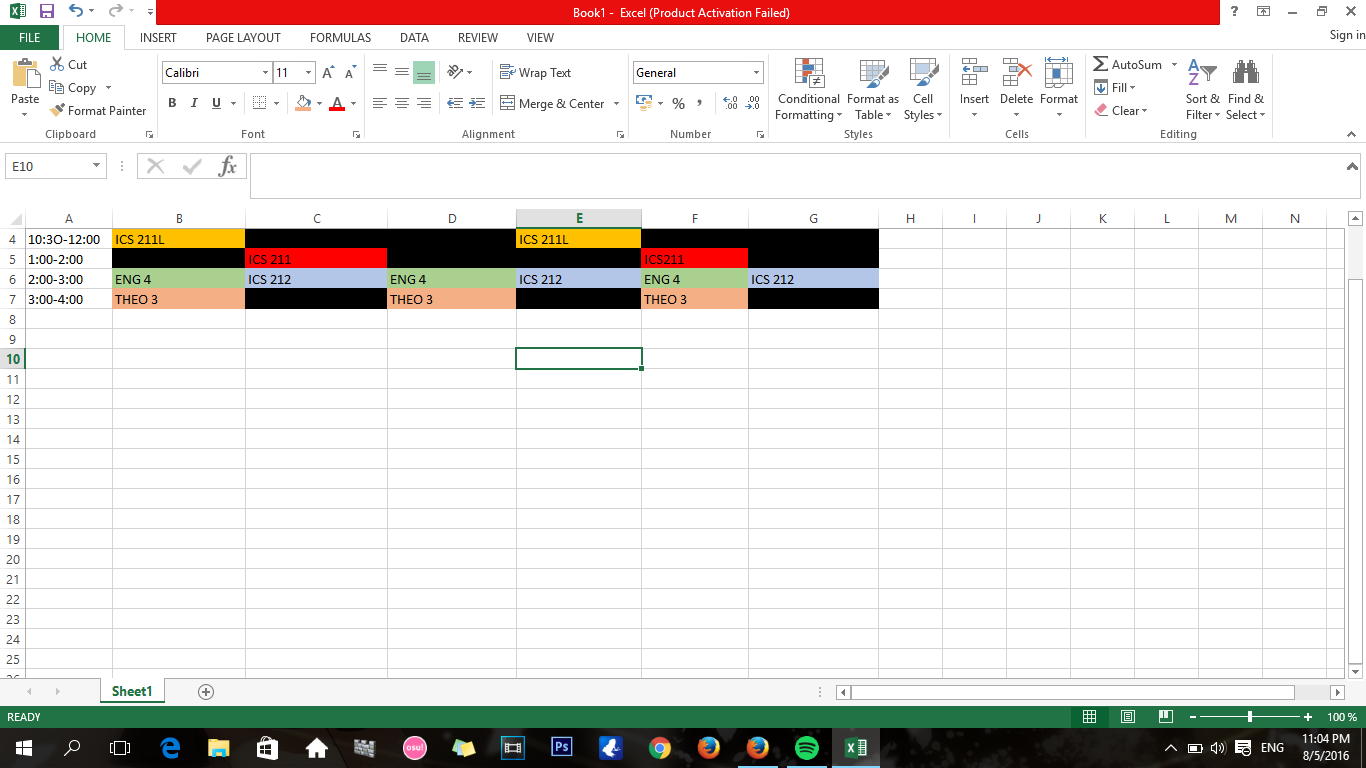 Book1 - Excel (Product Activation Failed)
?
FILE HOME INSERT PAGE LAYOUT FORMULAS DATA REVIEW VIEW Sign in
Paste
Cut
Copy
Format Painter
Clipboard
Calibri 11
B I U A
Font
Wrap Text
Merge & Center
Alignment
General
%
Number
Conditional Formatting
Format as Table
Cell Styles
Styles
Insert Delete Format
Cells
AutoSum
Fill
Clear
Sort & Filter
Find & Select
Editing
E10 fx
A B C D E F G H I J K L M N
4 10:3O-12:00 ICS 211L ICS 211L
5 1:00-2:00 ICS 211 ICS211
6 2:00-3:00 ENG 4 ICS 212 ENG 4 ICS 212 ENG 4 ICS 212
7 3:00-4:00 THEO 3 THEO 3 THEO 3
8
9
10
11
12
13
14
15
16
17
18
19
20
21
22
23
24
25
26
Sheet1
READY 100 %
osu! Ps ENG 11:04 PM
8/5/2016